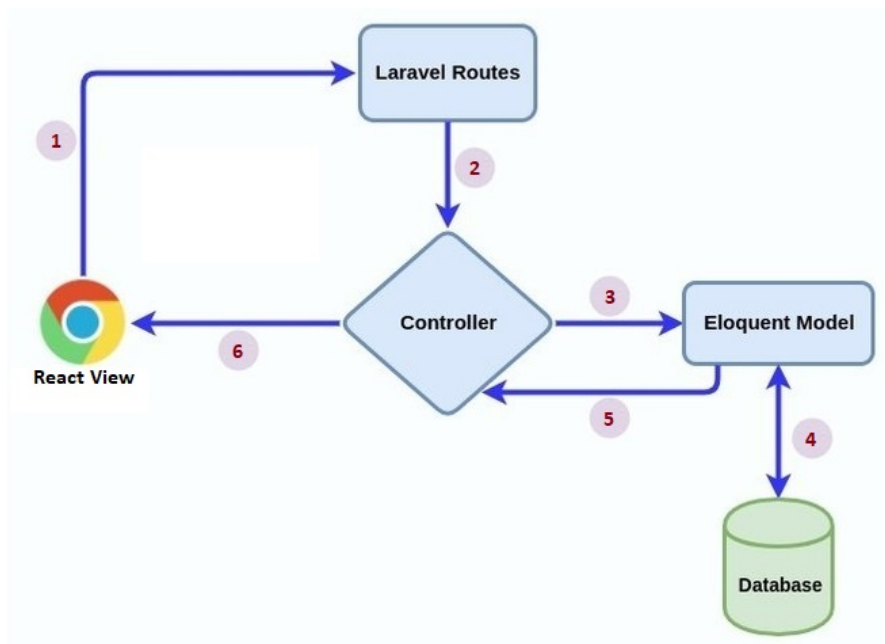 Laravel Routes
1
2
3
Controller
Eloquent Model
6
React View
5
4
Database